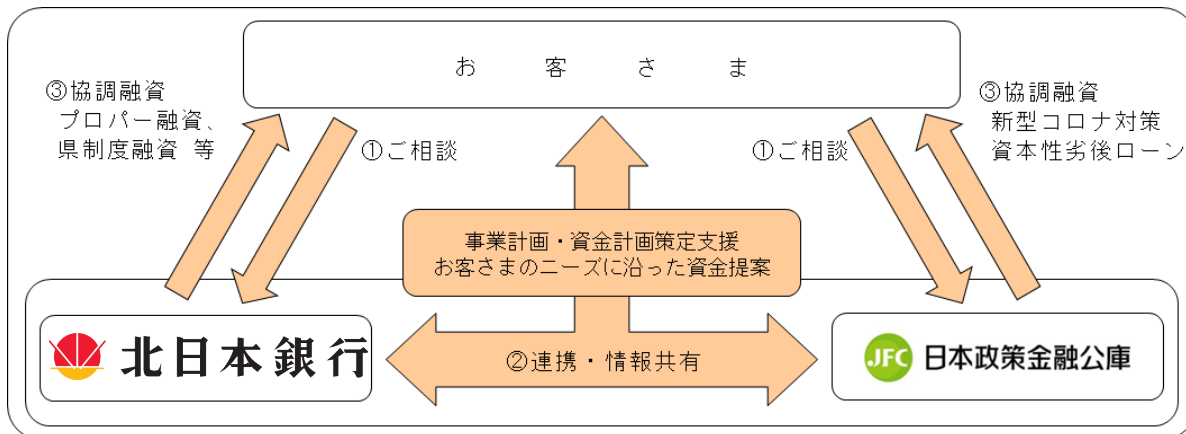 お客さま
③協調融資
プロパー融資、
県制度融資 等
①ご相談
①ご相談
③協調融資
新型コロナ対策
資本性劣後ローン
事業計画・資金計画策定支援
お客さまのニーズに沿った資金提案
北日本銀行
②連携・情報共有
JFC 日本政策金融公庫